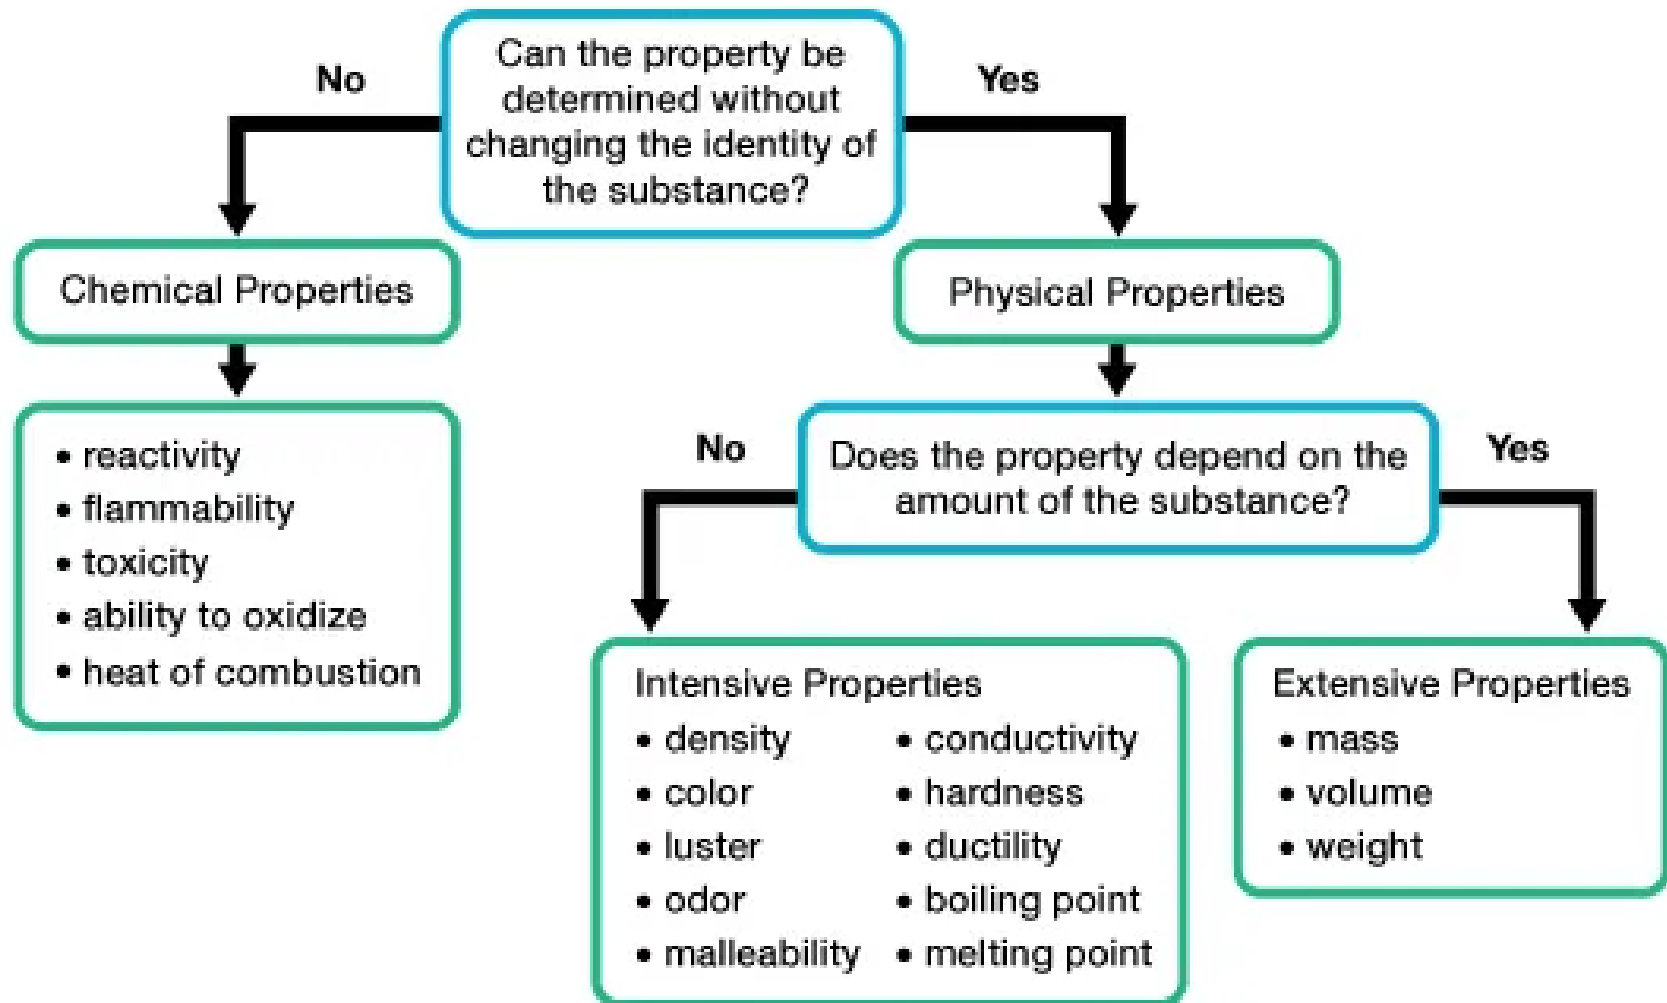 No
Can the property be
determined without
changing the identity of
the substance?
Yes
Chemical Properties
Physical Properties
• reactivity
• flammability
• toxicity
• ability to oxidize
• heat of combustion
No
Does the property depend on the
amount of the substance?
Yes
Intensive Properties
• density
• color
• luster
• odor
• malleability
• conductivity
• hardness
• ductility
• boiling point
• melting point
Extensive Properties
• mass
• volume
• weight